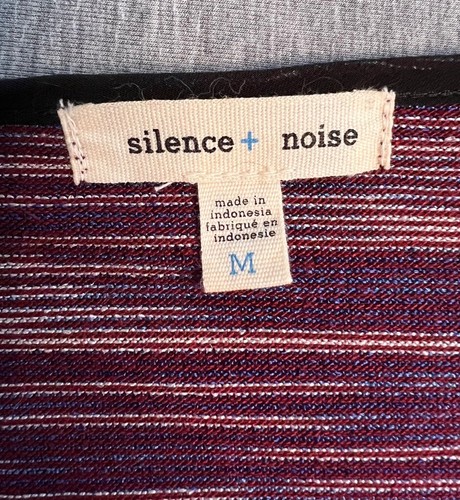 silence + noise
made in
indonesia
fabriqué en
indonesie
M